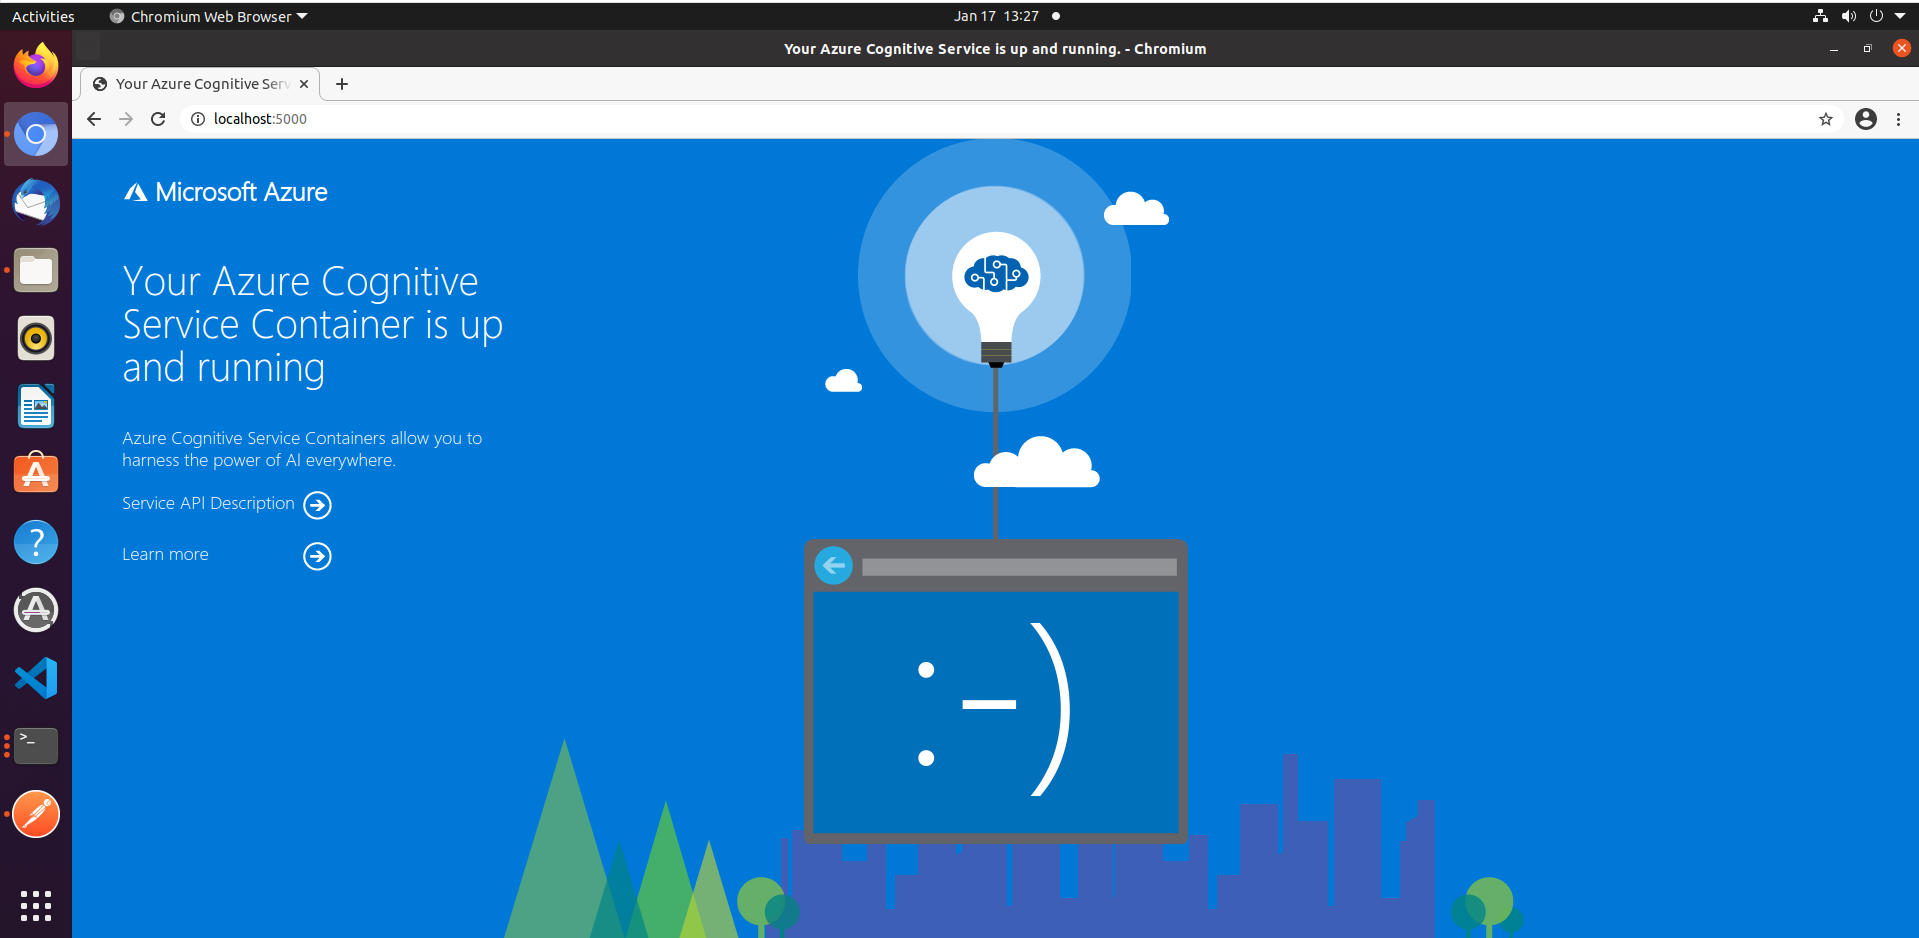 Activities
Chromium Web Browser
Jan 17 13:27
Your Azure Cognitive Service is up and running. - Chromium
Your Azure Cognitive Serv
localhost:5000
Microsoft Azure
Your Azure Cognitive
Service Container is up
and running
Azure Cognitive Service Containers allow you to
harness the power of AI everywhere.
Service API Description
Learn more
:-)